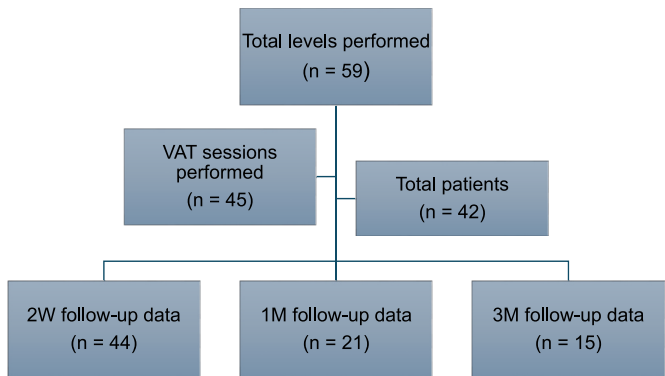 Total levels performed
(n = 59)
VAT sessions
performed
(n = 45)
Total patients
(n = 42)
2W follow-up data
(n = 44)
1M follow-up data
(n = 21)
3M follow-up data
(n = 15)